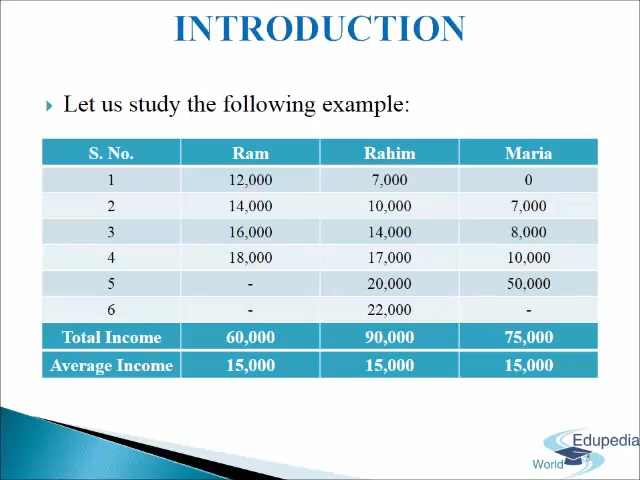 INTRODUCTION
Let us study the following example:
S. No. Ram Rahim Maria
1 12,000 7,000 0
2 14,000 10,000 7,000
3 16,000 14,000 8,000
4 18,000 17,000 10,000
5 - 20,000 50,000
6 - 22,000 -
Total Income 60,000 90,000 75,000
Average Income 15,000 15,000 15,000
Edupedia
World